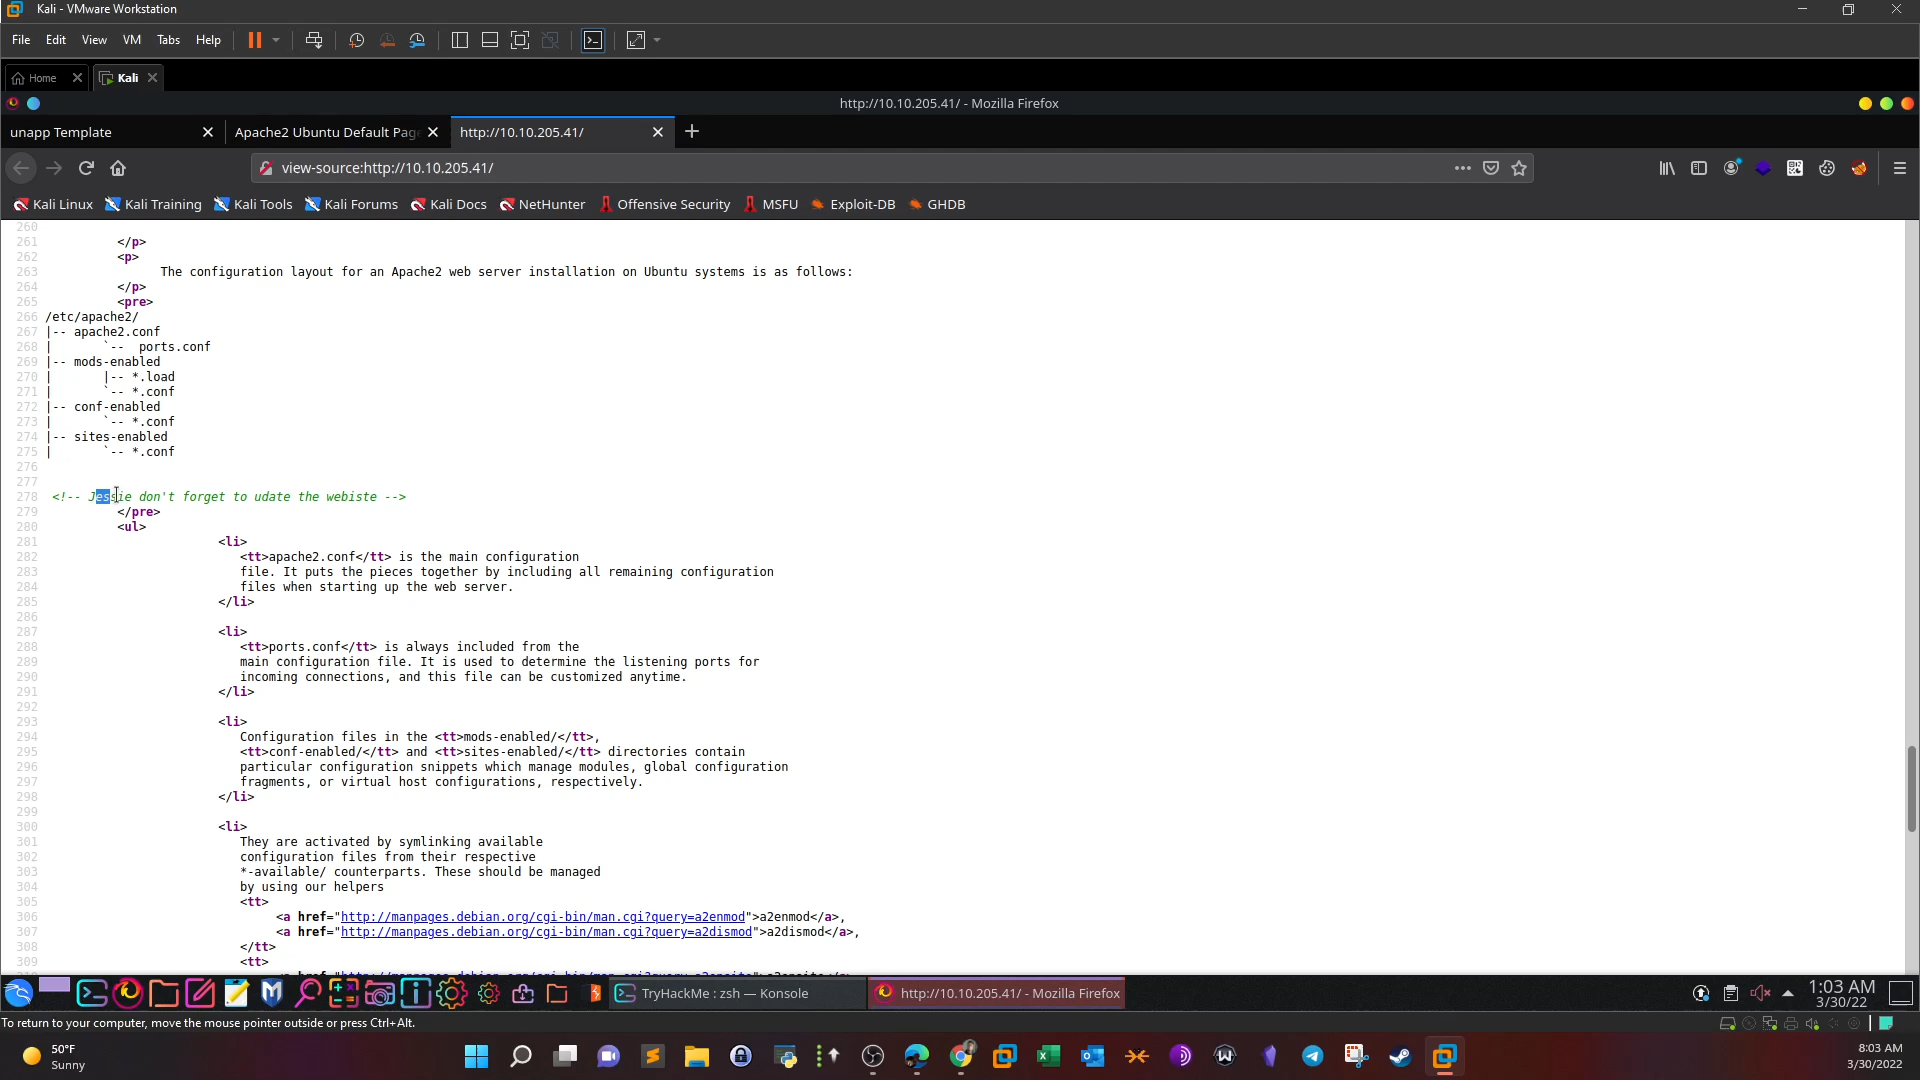 Kali - VMware Workstation
File Edit View VM Tabs Help
Home Kali
http://10.10.205.41/ - Mozilla Firefox
unapp Template Apache2 Ubuntu Default Pag http://10.10.205.41/
view-source:http://10.10.205.41/
Kali Linux Kali Training Kali Tools Kali Forums Kali Docs NetHunter Offensive Security MSFU Exploit-DB GHDB
260
261 </p>
262 <p>
263 The configuration layout for an Apache2 web server installation on Ubuntu systems is as follows:
264 </p>
265 <pre>
266 /etc/apache2/
267 |-- apache2.conf
268 | `-- ports.conf
269 |-- mods-enabled
270 | |-- *.load
271 | `-- *.conf
272 |-- conf-enabled
273 | `-- *.conf
274 |-- sites-enabled
275 | `-- *.conf
276
277
278 <!-- Jessie don't forget to udate the webiste -->
279 </pre>
280 <ul>
281 <li>
282 <tt>apache2.conf</tt> is the main configuration
283 file. It puts the pieces together by including all remaining configuration
284 files when starting up the web server.
285 </li>
286
287 <li>
288 <tt>ports.conf</tt> is always included from the
289 main configuration file. It is used to determine the listening ports for
290 incoming connections, and this file can be customized anytime.
291 </li>
292
293 <li>
294 Configuration files in the <tt>mods-enabled/</tt>,
295 <tt>conf-enabled/</tt> and <tt>sites-enabled/</tt> directories contain
296 particular configuration snippets which manage modules, global configuration
297 fragments, or virtual host configurations, respectively.
298 </li>
299
300 <li>
301 They are activated by symlinking available
302 configuration files from their respective
303 *-available/ counterparts. These should be managed
304 by using our helpers
305 <tt>
306 <a href="http://manpages.debian.org/cgi-bin/man.cgi?query=a2enmod">a2enmod</a>,
307 <a href="http://manpages.debian.org/cgi-bin/man.cgi?query=a2dismod">a2dismod</a>,
308 </tt>
309 <tt>
TryHackMe : zsh — Konsole http://10.10.205.41/ - Mozilla Firefox 1:03 AM
3/30/22
To return to your computer, move the mouse pointer outside or press Ctrl+Alt.
50°F
Sunny
8:03 AM
3/30/2022